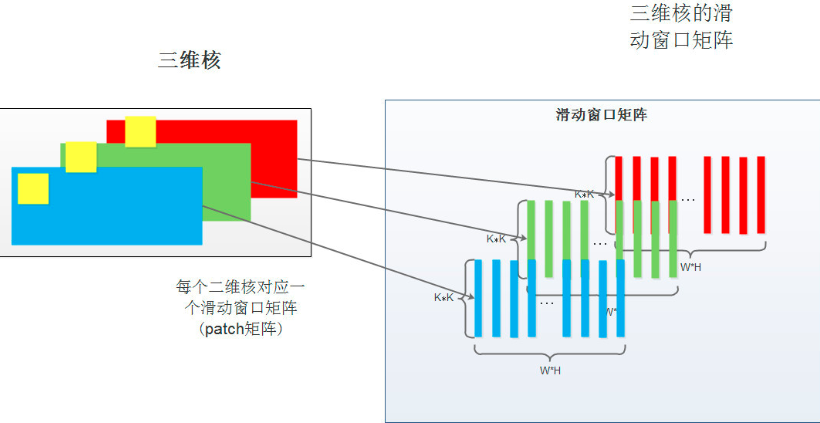 三维核的滑
动窗口矩阵
三维核
滑动窗口矩阵
K*K
...
W*H
K*K
...
K*K
...
W*H
每个二维核对应一
个滑动窗口矩阵
（patch矩阵）